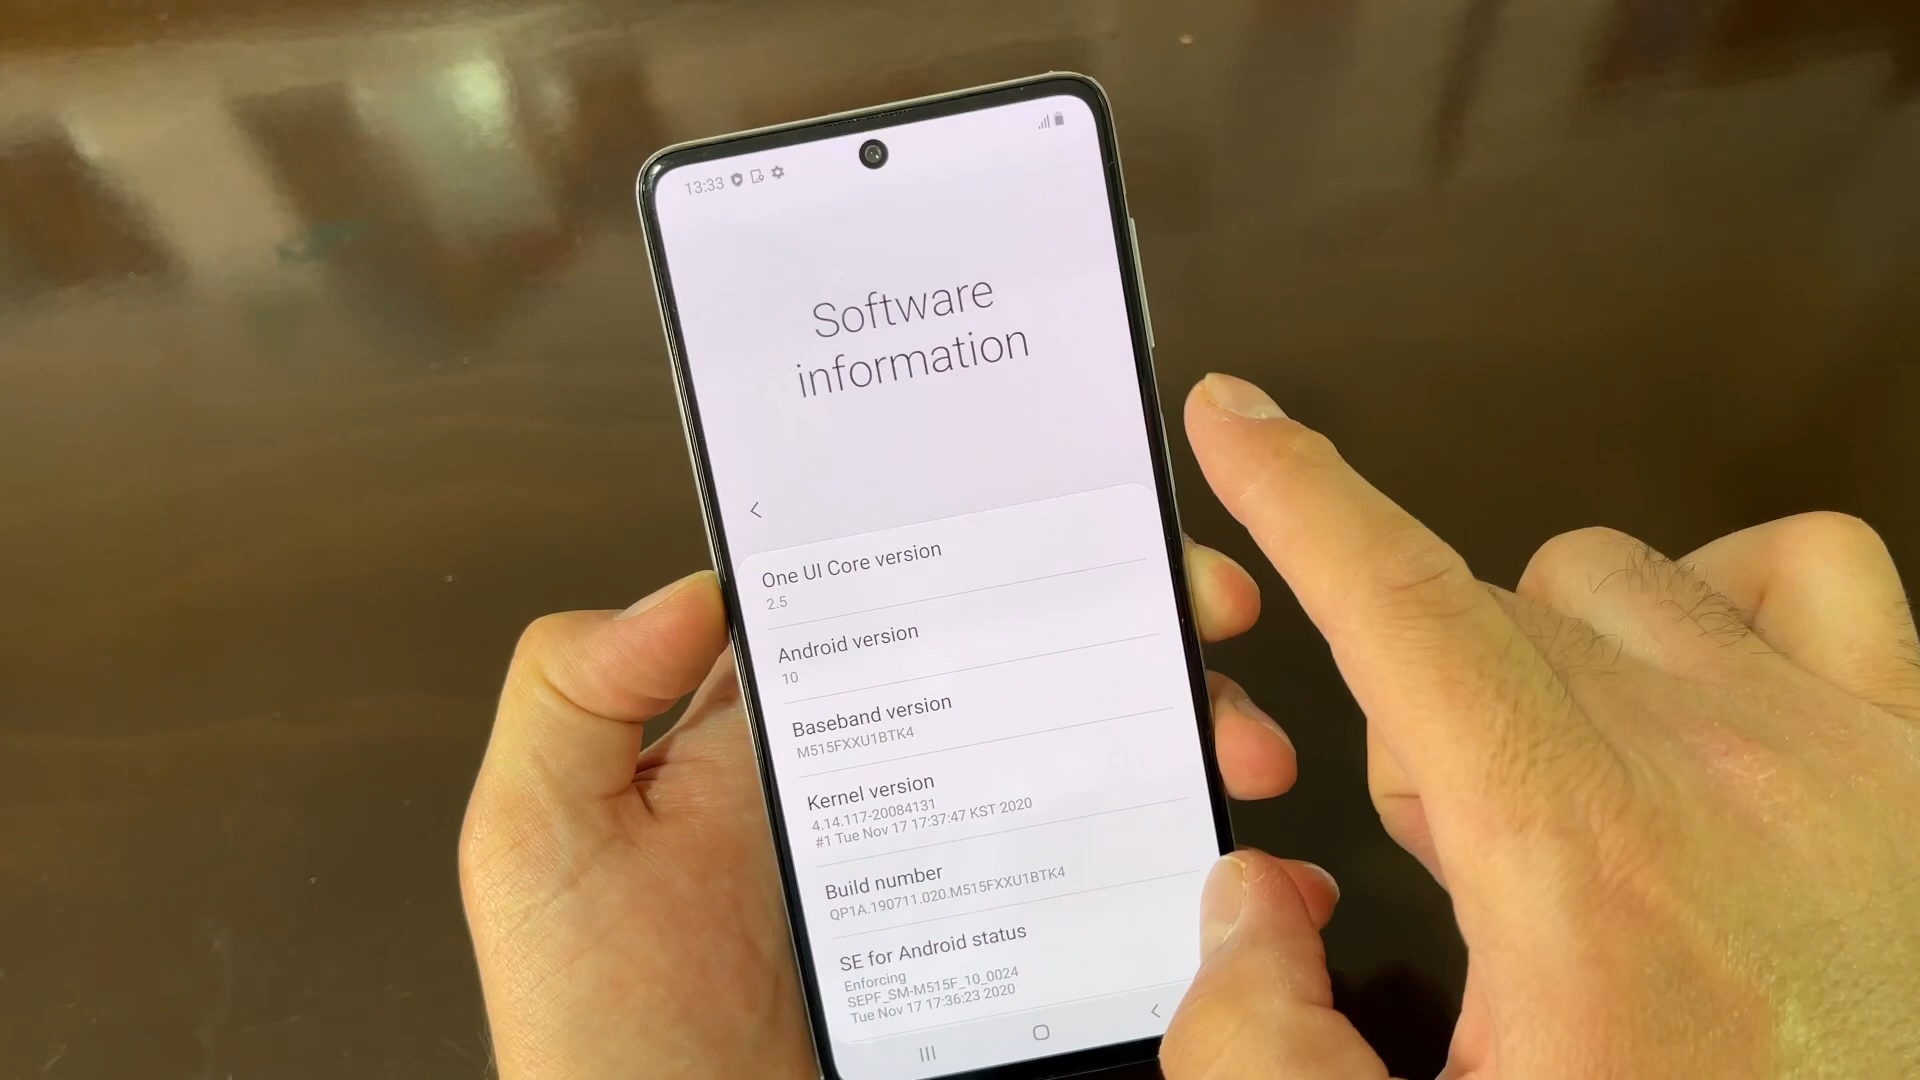 13:33
Software
information
One UI Core version
2.5
Android version
10
Baseband version
M515FXXU1BTK4
Kernel version
4.14.117-20084131
#1 Tue Nov 17 17:37:47 KST 2020
Build number
QP1A.190711.020.M515FXXU1BTK4
SE for Android status
Enforcing
SEPF_SM-M515F_10_0024
Tue Nov 17 17:36:23 2020